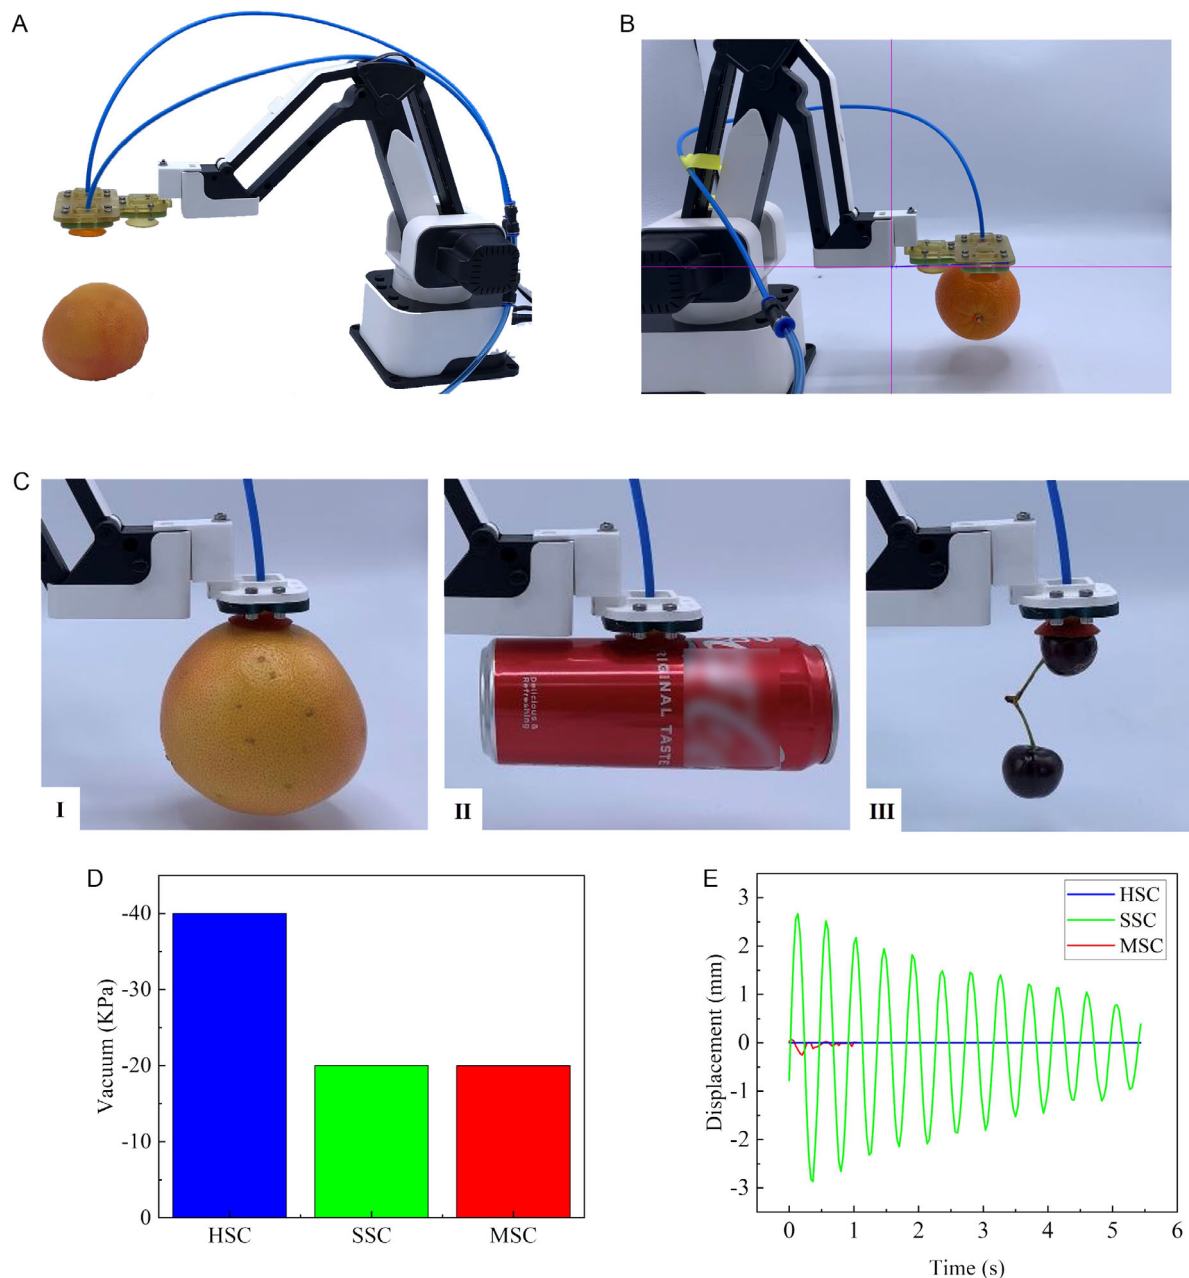 A
B
C
Delicious &
Refreshing
RIGINAL TASTE
I
II
III
D
Vacuum (KPa)
-40
-30
-20
-10
0
HSC
SSC
MSC
E
HSC
SSC
MSC
Displacement (mm)
3
2
1
0
-1
-2
-3
0
1
2
3
4
5
6
Time (s)